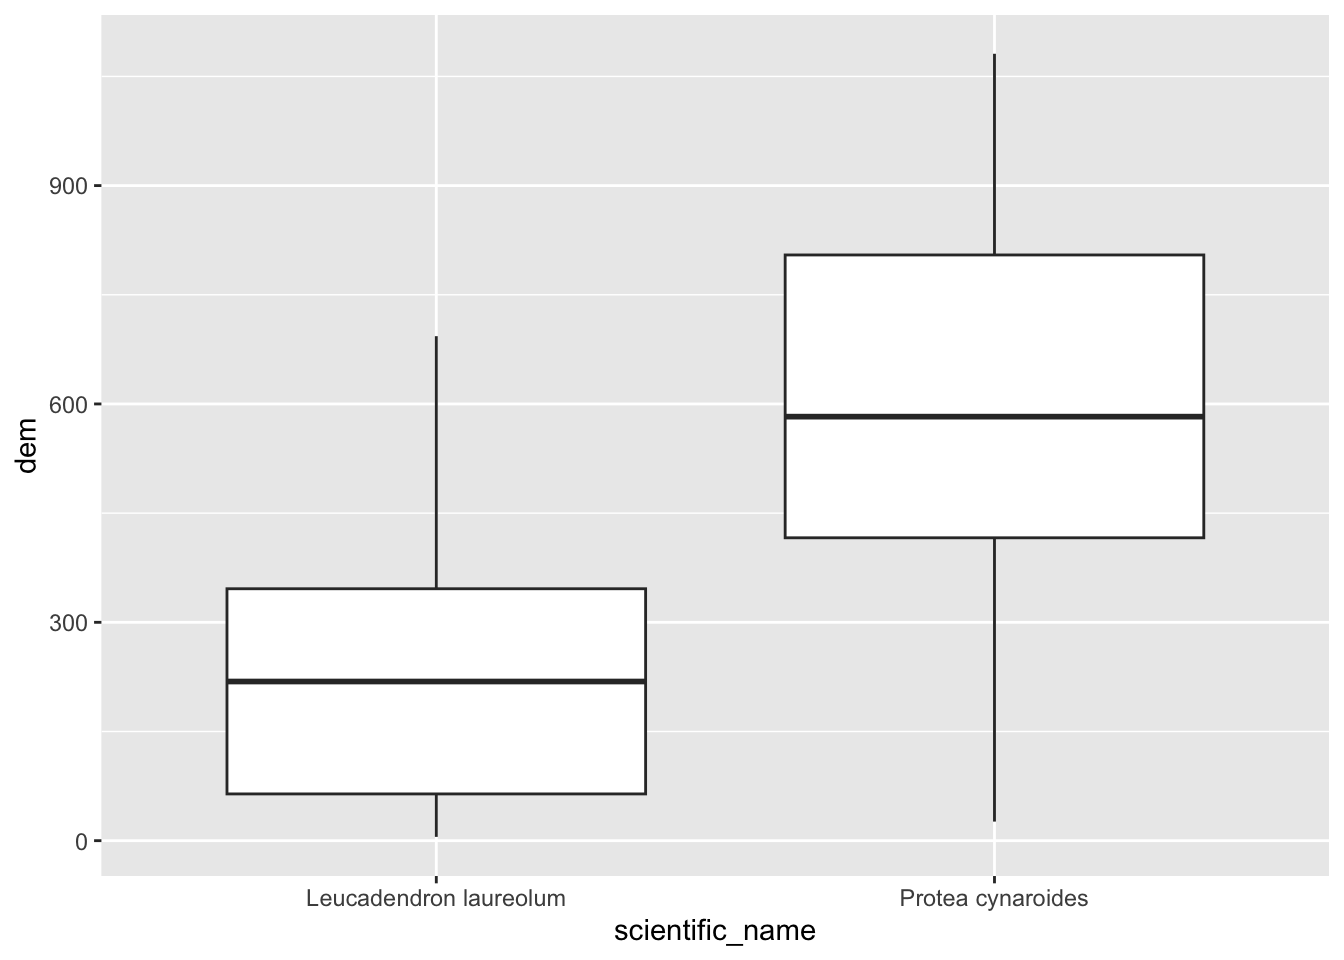 900
600
300
0
dem
Leucadendron laureolum
Protea cynaroides
scientific_name